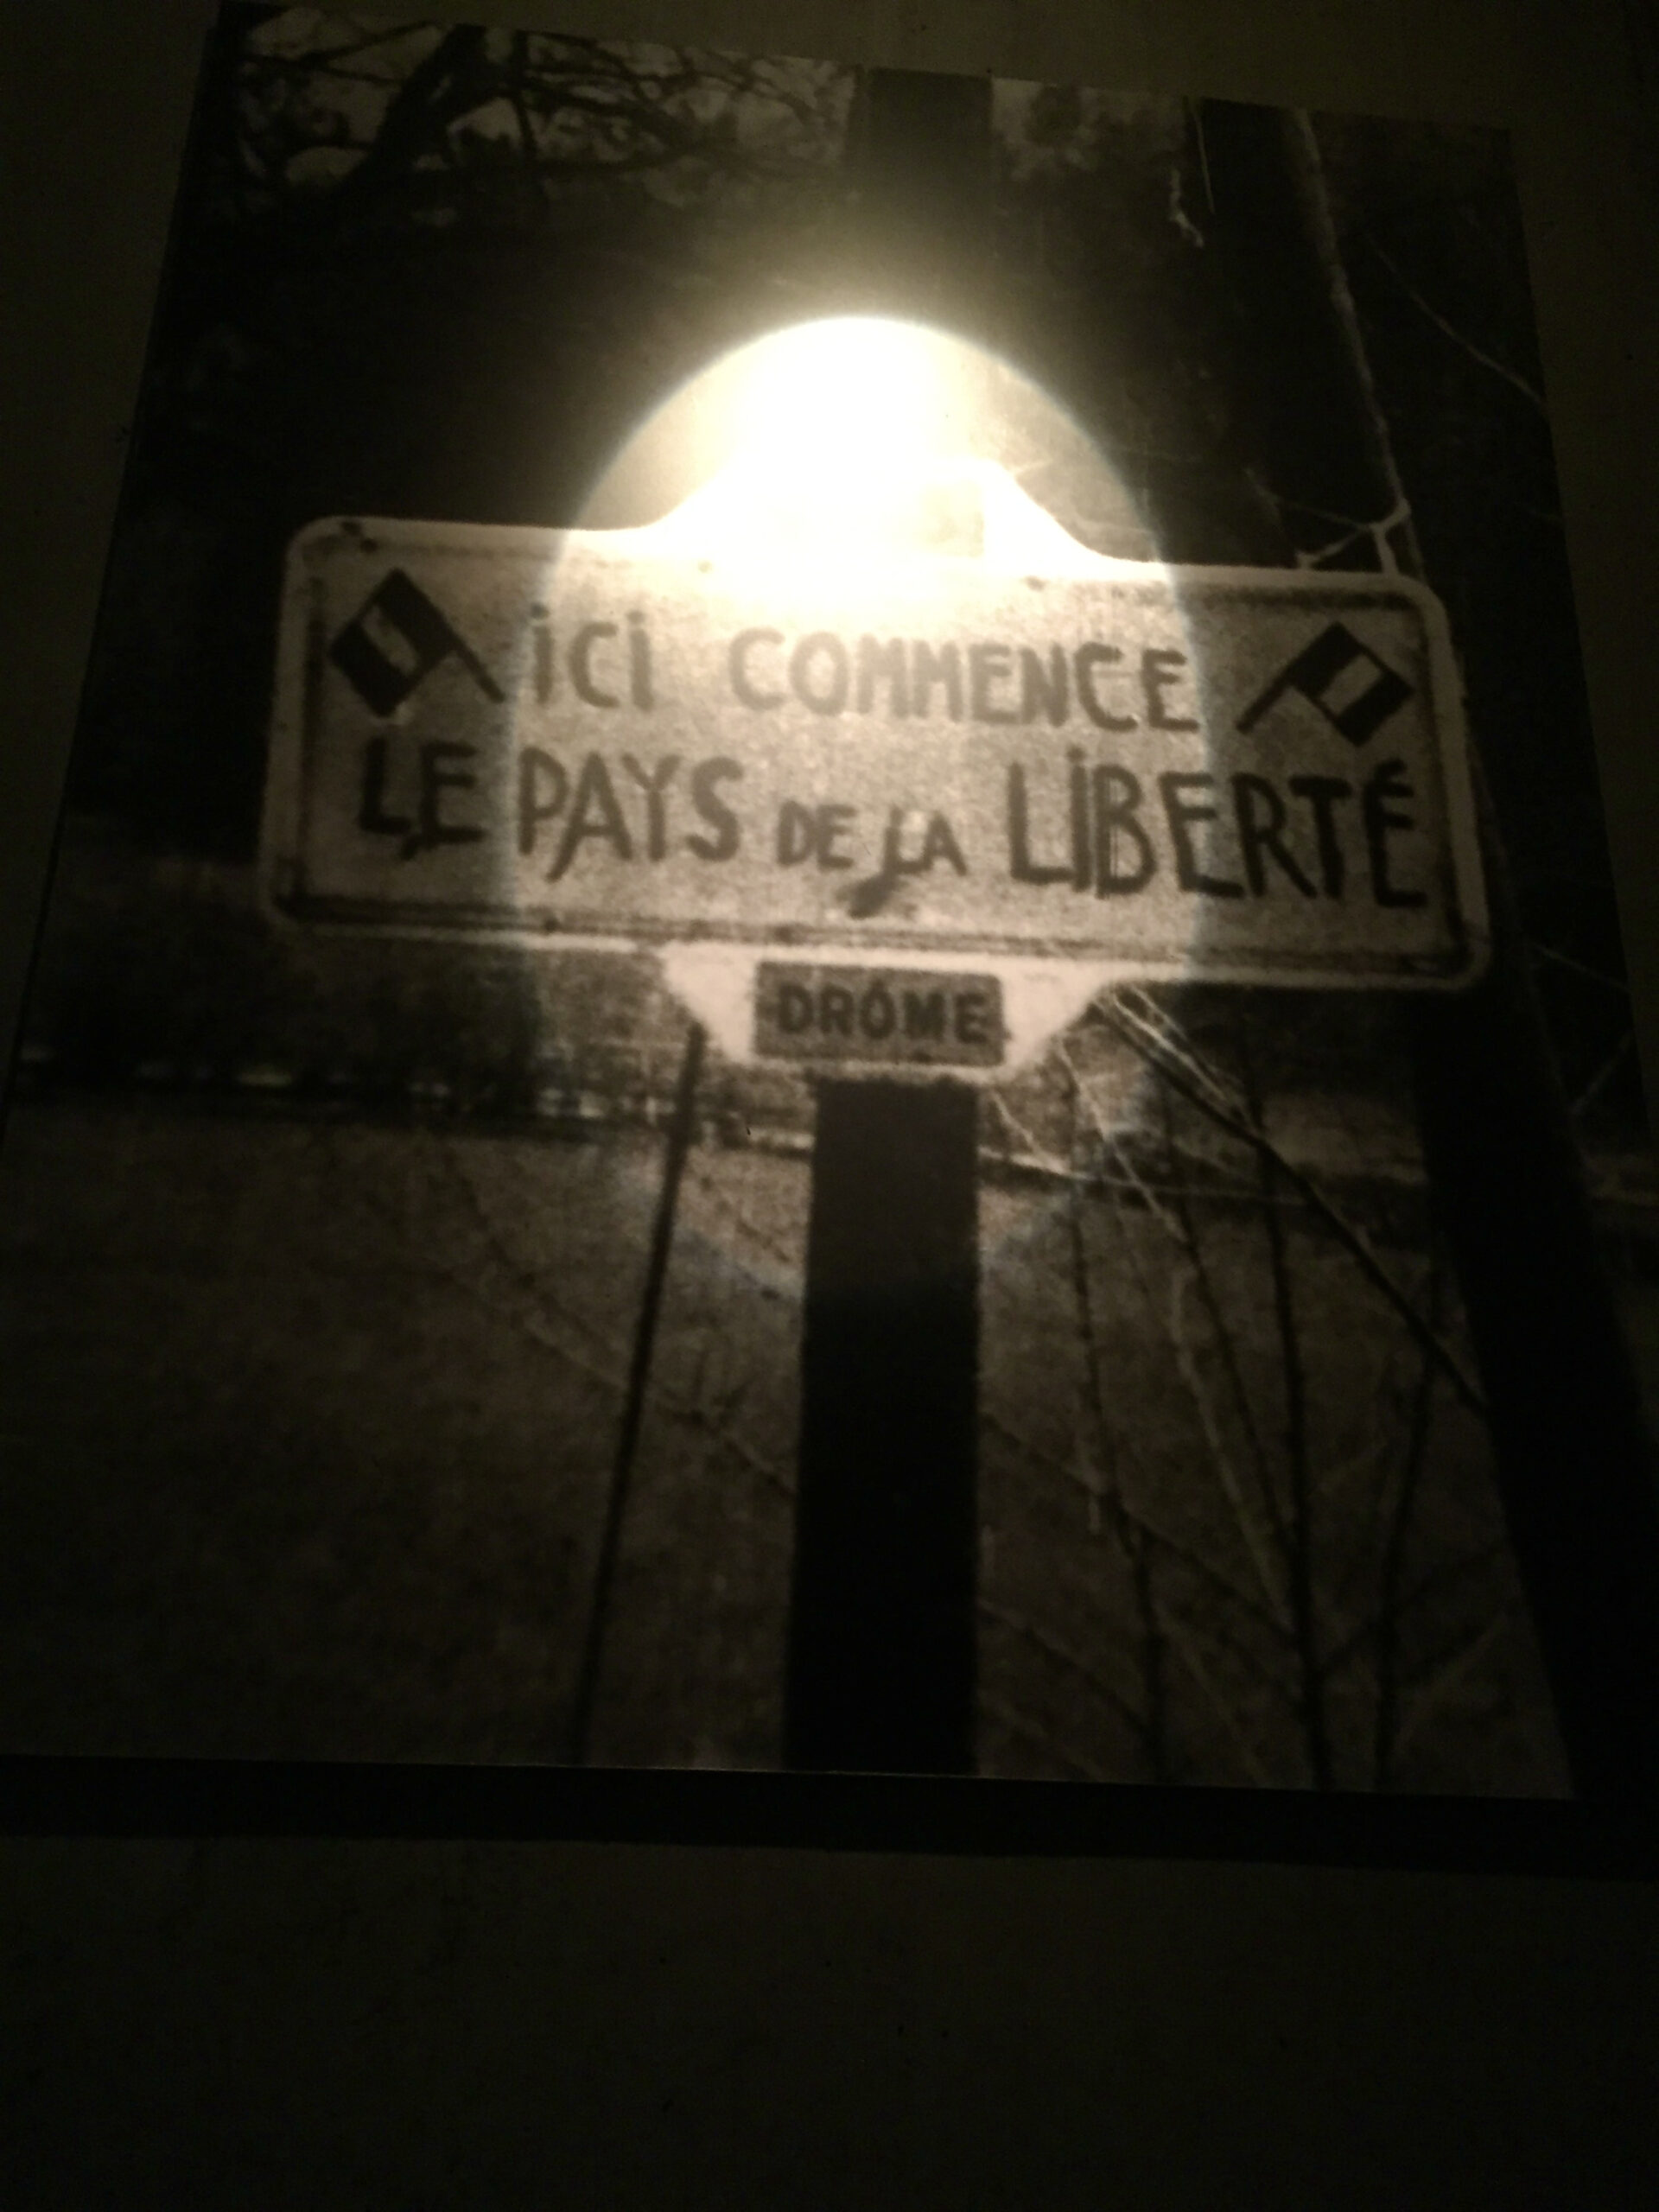 iCi COMMENCE
LE PAYS DE LA LiBERTÉ
DRÔME